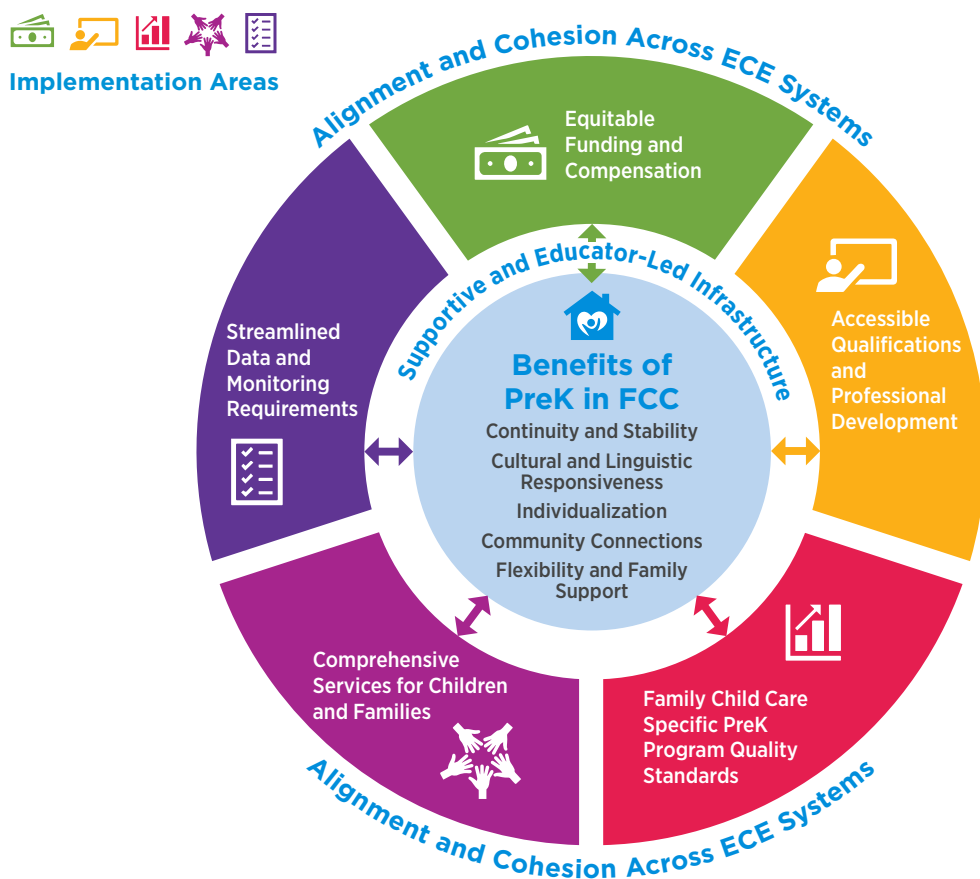 Implementation Areas
Alignment and Cohesion Across ECE Systems
Equitable
Funding and
Compensation
Accessible
Qualifications
and
Professional
Development
Family Child Care
Specific PreK
Program Quality
Standards
Comprehensive
Services for Children
and Families
Streamlined
Data and
Monitoring
Requirements
Supportive and Educator-Led Infrastructure
Benefits of
PreK in FCC
Continuity and Stability
Cultural and Linguistic
Responsiveness
Individualization
Community Connections
Flexibility and Family
Support
Alignment and Cohesion Across ECE Systems